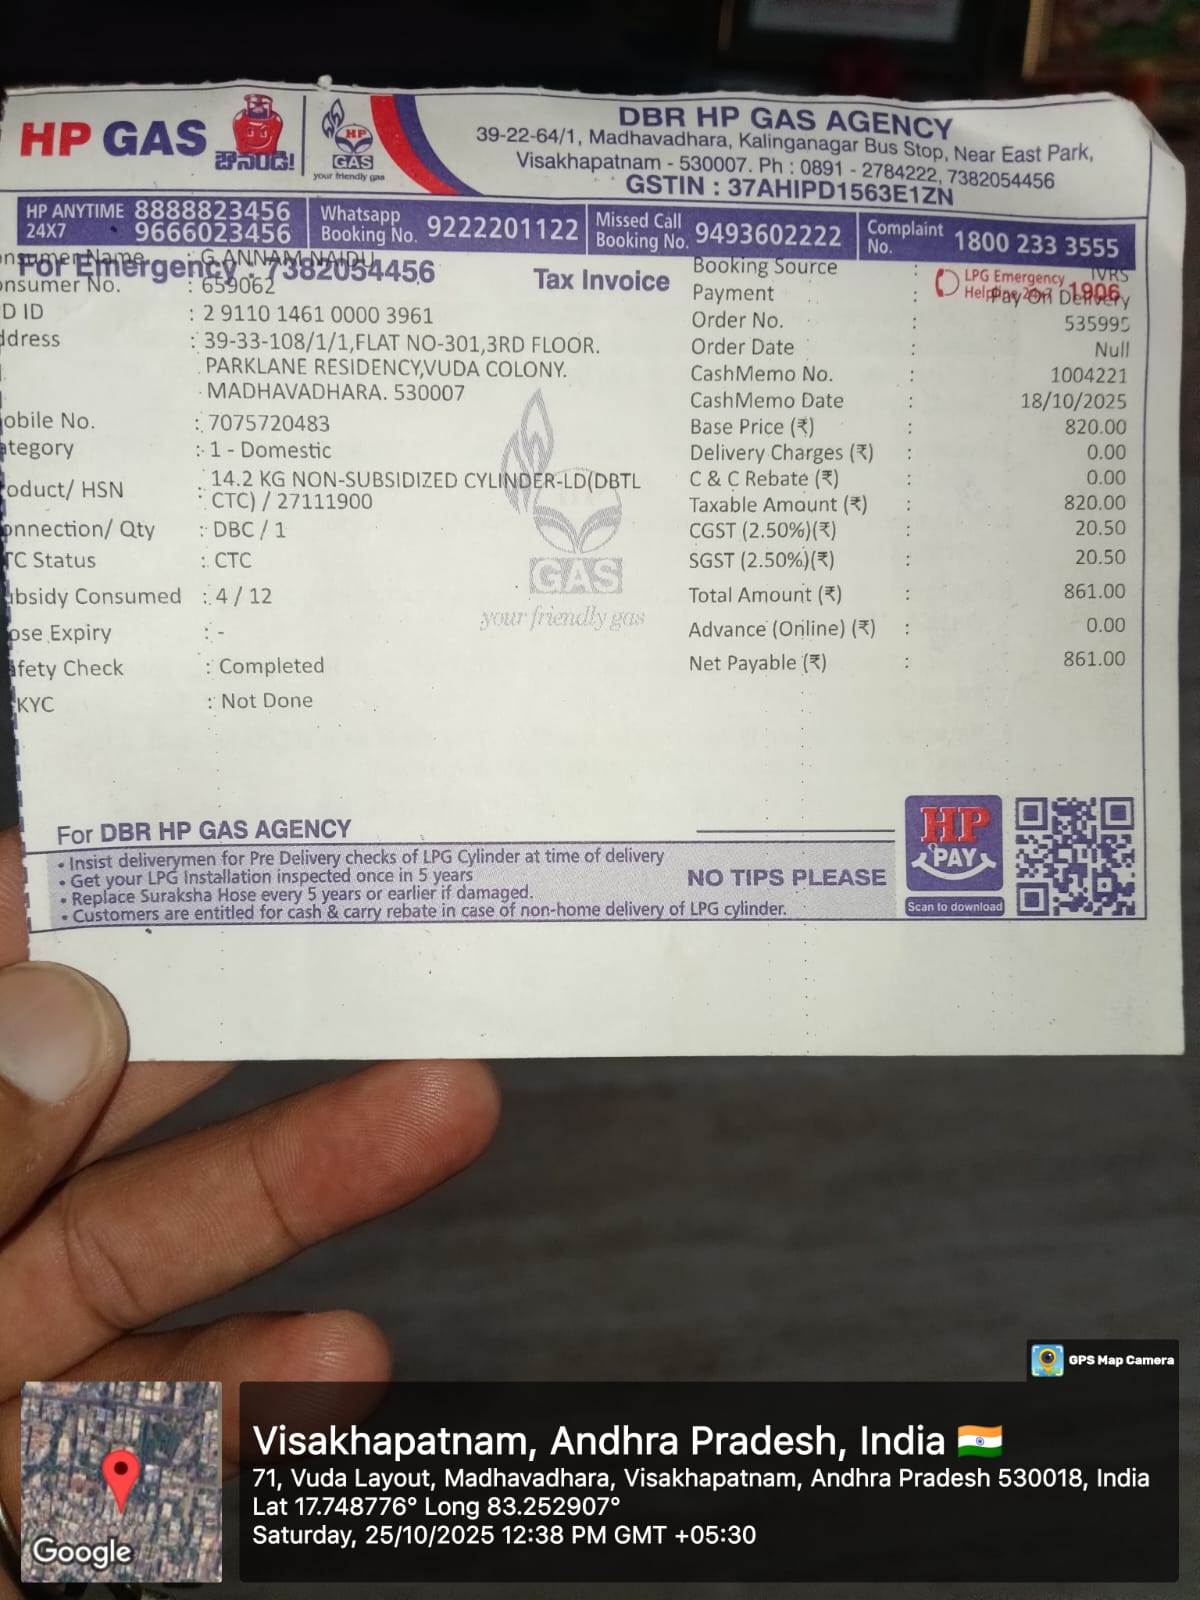 HP GAS
జౌనండి!
HP
GAS
your friendly gas
DBR HP GAS AGENCY
39-22-64/1, Madhavadhara, Kalinganagar Bus Stop, Near East Park,
Visakhapatnam - 530007. Ph : 0891 - 2784222, 7382054456
GSTIN : 37AHIPD1563E1ZN
HP ANYTIME 24X7 8888823456 9666023456
Whatsapp Booking No. 9222201122
Missed Call Booking No. 9493602222
Complaint No. 1800 233 3555
For Emergency : 7382054456
Tax Invoice
LPG Emergency Helpline 24x7 1906
nsumer Name : G ANNAM NAIDU
onsumer No. : 659062
D ID : 2 9110 1461 0000 3961
ddress : 39-33-108/1/1,FLAT NO-301,3RD FLOOR.
PARKLANE RESIDENCY,VUDA COLONY.
MADHAVADHARA. 530007
obile No. : 7075720483
ategory : 1 - Domestic
oduct/ HSN : 14.2 KG NON-SUBSIDIZED CYLINDER-LD(DBTL
CTC) / 27111900
onnection/ Qty : DBC / 1
TC Status : CTC
ubsidy Consumed : 4 / 12
ose Expiry : -
afety Check : Completed
KYC : Not Done
Booking Source : IVRS
Payment : Pay On Delivery
Order No. : 535995
Order Date : Null
CashMemo No. : 1004221
CashMemo Date : 18/10/2025
Base Price (₹) : 820.00
Delivery Charges (₹) : 0.00
C & C Rebate (₹) : 0.00
Taxable Amount (₹) : 820.00
CGST (2.50%)(₹) : 20.50
SGST (2.50%)(₹) : 20.50
Total Amount (₹) : 861.00
Advance (Online) (₹) : 0.00
Net Payable (₹) : 861.00
GAS
your friendly gas
For DBR HP GAS AGENCY
• Insist deliverymen for Pre Delivery checks of LPG Cylinder at time of delivery
• Get your LPG Installation inspected once in 5 years
• Replace Suraksha Hose every 5 years or earlier if damaged.
• Customers are entitled for cash & carry rebate in case of non-home delivery of LPG cylinder.
NO TIPS PLEASE
HP
PAY
Scan to download
GPS Map Camera
Visakhapatnam, Andhra Pradesh, India 🇮🇳
71, Vuda Layout, Madhavadhara, Visakhapatnam, Andhra Pradesh 530018, India
Lat 17.748776° Long 83.252907°
Saturday, 25/10/2025 12:38 PM GMT +05:30
Google